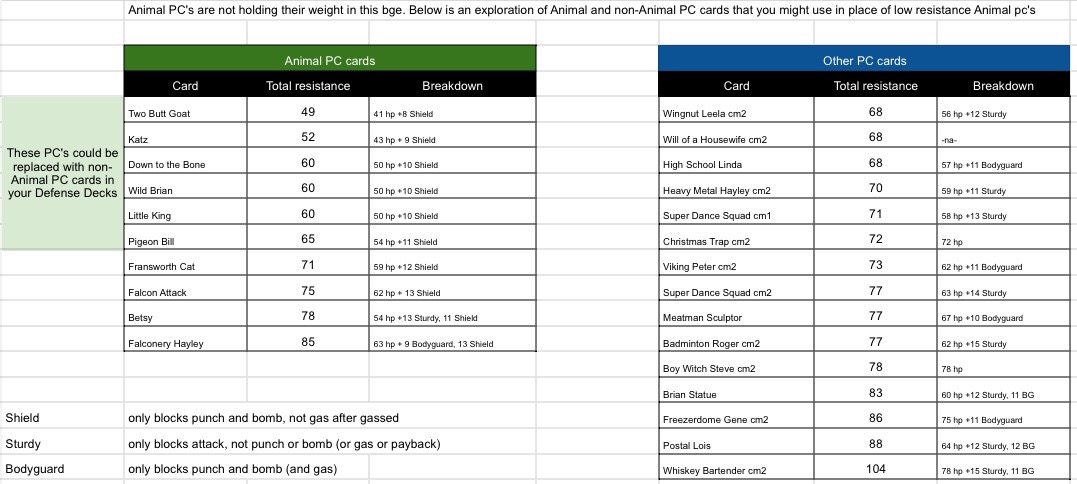 Animal PC's are not holding their weight in this bge. Below is an exploration of Animal and non-Animal PC cards that you might use in place of low resistance Animal pc's
Animal PC cards
Card Total resistance Breakdown
Two Butt Goat 49 41 hp +8 Shield
Katz 52 43 hp + 9 Shield
Down to the Bone 60 50 hp +10 Shield
Wild Brian 60 50 hp +10 Shield
Little King 60 50 hp +10 Shield
Pigeon Bill 65 54 hp +11 Shield
Fransworth Cat 71 59 hp +12 Shield
Falcon Attack 75 62 hp + 13 Shield
Betsy 78 54 hp +13 Sturdy, 11 Shield
Falconery Hayley 85 63 hp + 9 Bodyguard, 13 Shield
These PC's could be
replaced with non-
Animal PC cards in
your Defense Decks
Other PC cards
Card Total resistance Breakdown
Wingnut Leela cm2 68 56 hp +12 Sturdy
Will of a Housewife cm2 68 -na-
High School Linda 68 57 hp +11 Bodyguard
Heavy Metal Hayley cm2 70 59 hp +11 Sturdy
Super Dance Squad cm1 71 58 hp +13 Sturdy
Christmas Trap cm2 72 72 hp
Viking Peter cm2 73 62 hp +11 Bodyguard
Super Dance Squad cm2 77 63 hp +14 Sturdy
Meatman Sculptor 77 67 hp +10 Bodyguard
Badminton Roger cm2 77 62 hp +15 Sturdy
Boy Witch Steve cm2 78 78 hp
Brian Statue 83 60 hp +12 Sturdy, 11 BG
Freezerdome Gene cm2 86 75 hp +11 Bodyguard
Postal Lois 88 64 hp +12 Sturdy, 12 BG
Whiskey Bartender cm2 104 78 hp +15 Sturdy, 11 BG
Shield only blocks punch and bomb, not gas after gassed
Sturdy only blocks attack, not punch or bomb (or gas or payback)
Bodyguard only blocks punch and bomb (and gas)